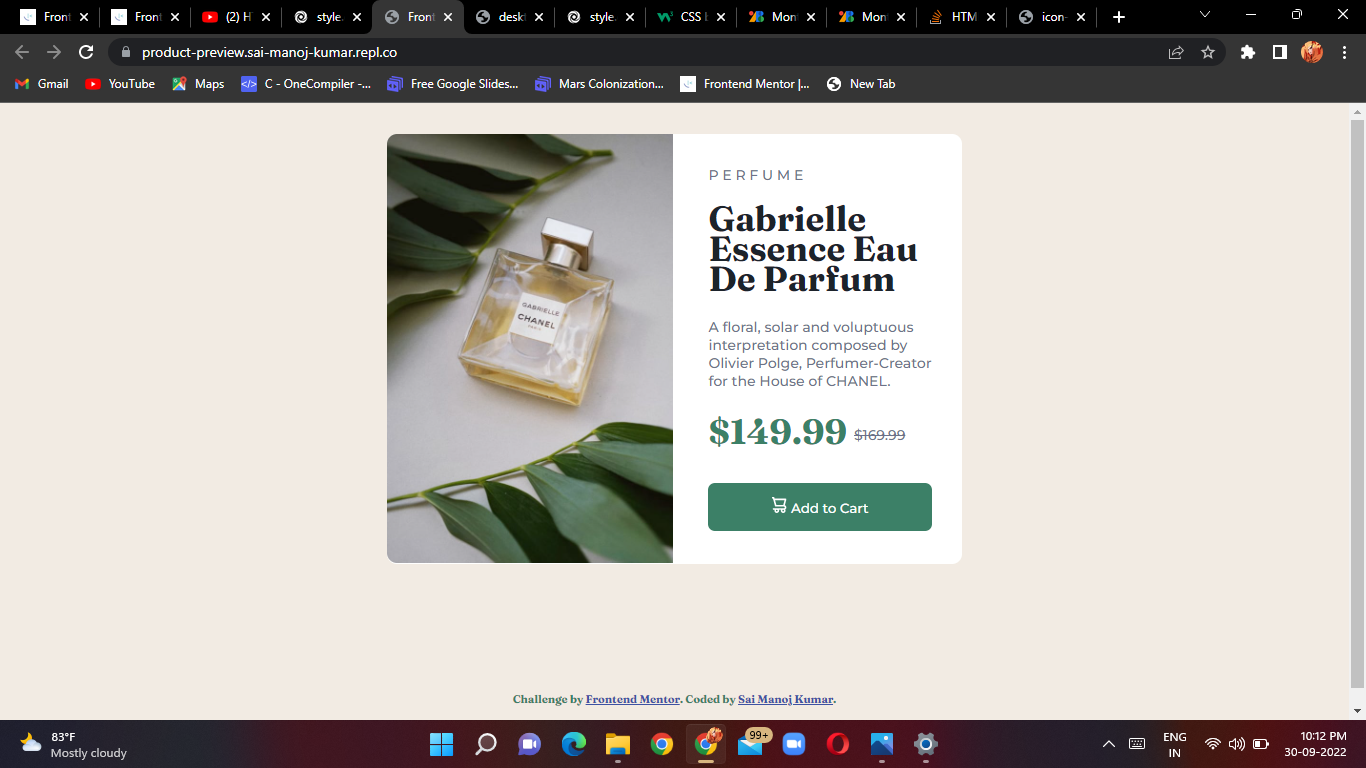 Front
Front
(2) H
style.
Front
desk
style.
CSS
Mon
Mon
HTM
icon-
product-preview.sai-manoj-kumar.repl.co
Gmail
YouTube
Maps
C - OneCompiler -...
Free Google Slides...
Mars Colonization...
Frontend Mentor |...
New Tab
GABRIELLE
CHANEL
PARIS
PERFUME
Gabrielle
Essence Eau
De Parfum
A floral, solar and voluptuous
interpretation composed by
Olivier Polge, Perfumer-Creator
for the House of CHANEL.
$149.99 $169.99
Add to Cart
Challenge by Frontend Mentor. Coded by Sai Manoj Kumar.
83°F
Mostly cloudy
99+
ENG
IN
10:12 PM
30-09-2022